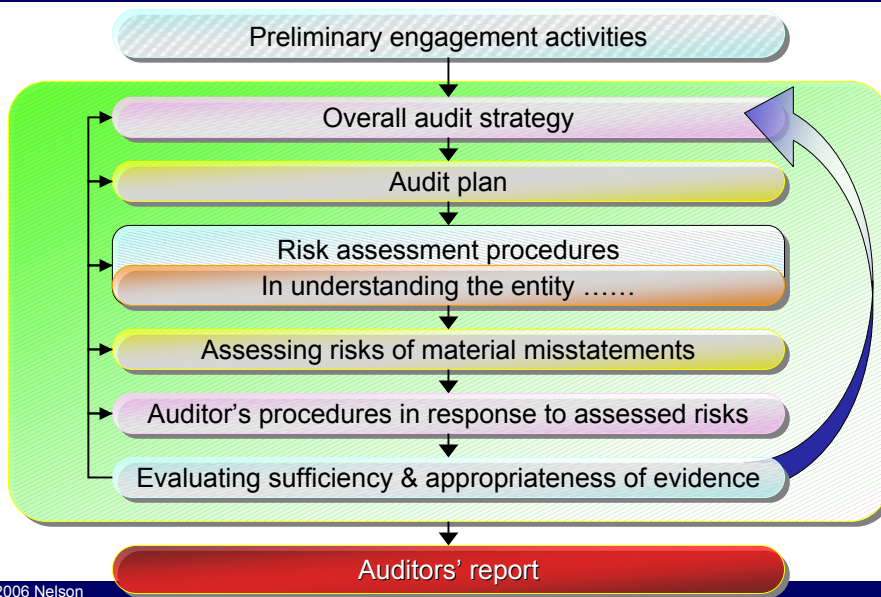 Preliminary engagement activities
Overall audit strategy
Audit plan
Risk assessment procedures
In understanding the entity ……
Assessing risks of material misstatements
Auditor’s procedures in response to assessed risks
Evaluating sufficiency & appropriateness of evidence
Auditors’ report
2006 Nelson